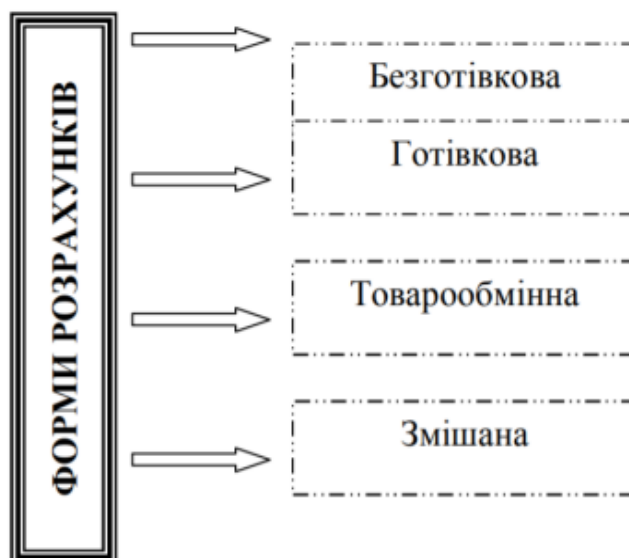 ФОРМИ РОЗРАХУНКІВ
Безготівкова
Готівкова
Товарообмінна
Змішана